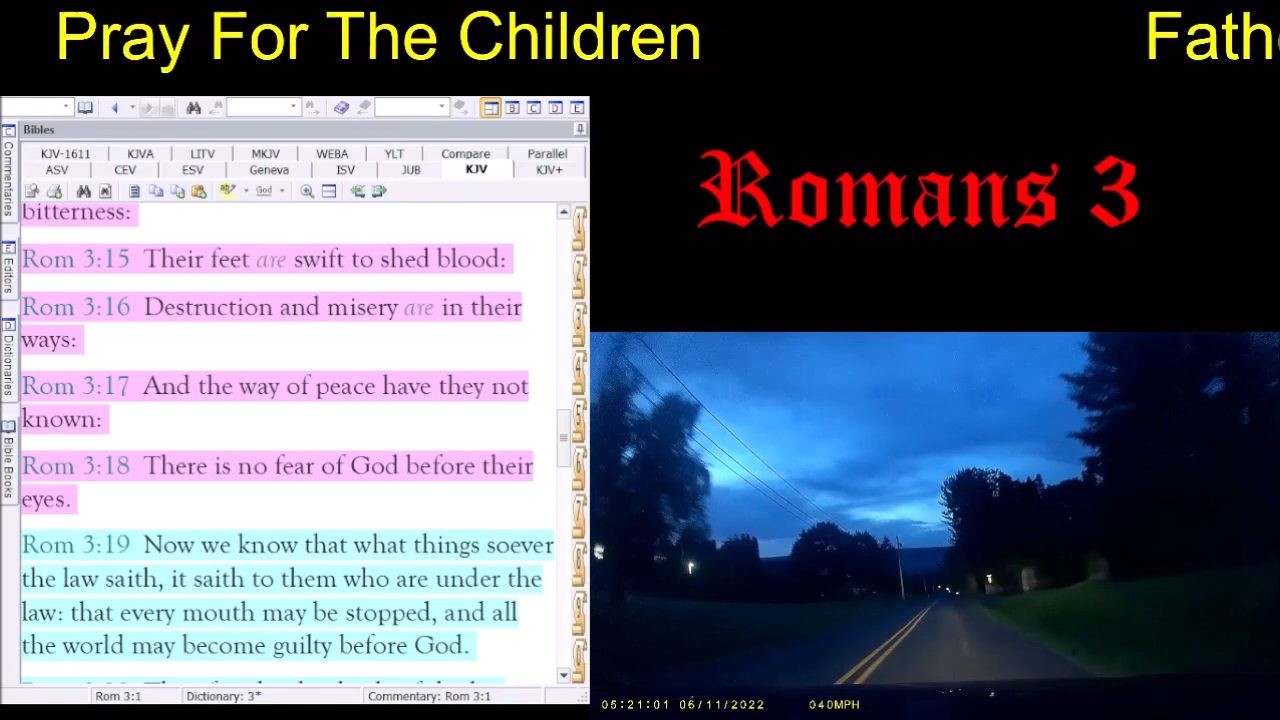 Pray For The Children
Fath
B C D E
Bibles
KJV-1611 KJVA LITV MKJV WEBA YLT Compare Parallel
ASV CEV ESV Geneva ISV JUB KJV KJV+
God
C Commentaries
E Editors
D Dictionaries
Bible Books
bitterness:
Rom 3:15 Their feet are swift to shed blood:
Rom 3:16 Destruction and misery are in their
ways:
Rom 3:17 And the way of peace have they not
known:
Rom 3:18 There is no fear of God before their
eyes.
Rom 3:19 Now we know that what things soever
the law saith, it saith to them who are under the
law: that every mouth may be stopped, and all
the world may become guilty before God.
Rom 3:1 Dictionary: 3* Commentary: Rom 3:1
Romans 3
05:21:01 06/11/2022 040MPH